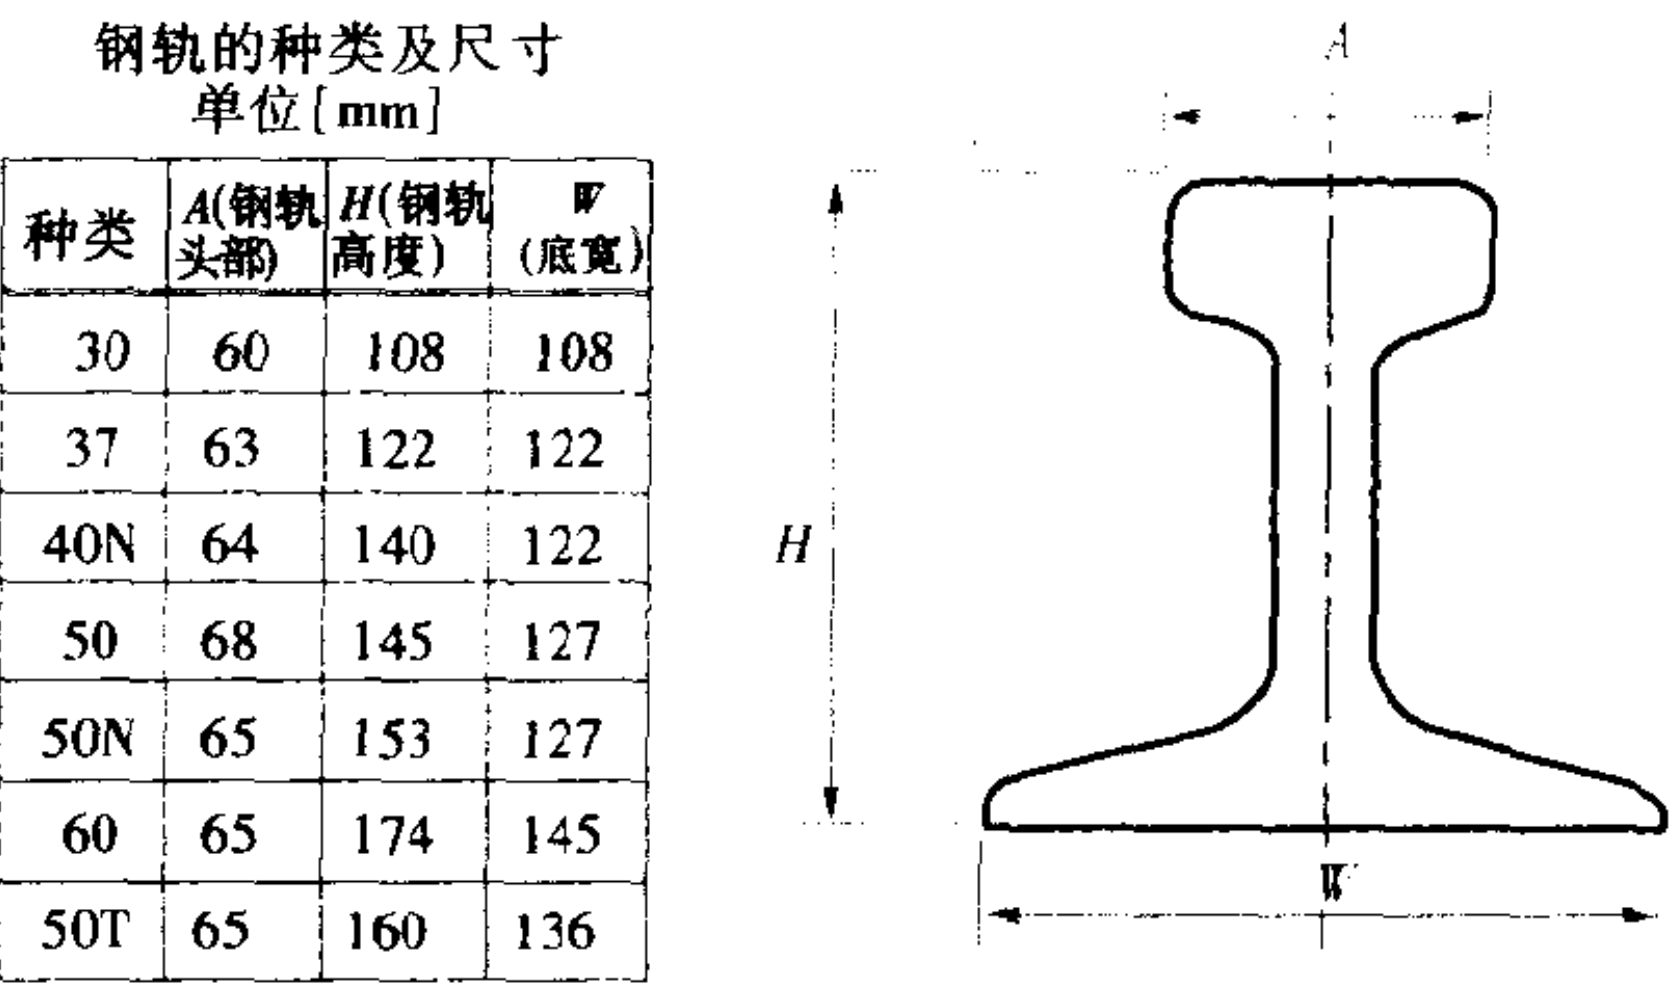 钢轨的种类及尺寸
单位[mm]
种类 A(钢轨头部) H(钢轨高度) W(底宽)
30 60 108 108
37 63 122 122
40N 64 140 122
50 68 145 127
50N 65 153 127
60 65 174 145
50T 65 160 136
A
H
W